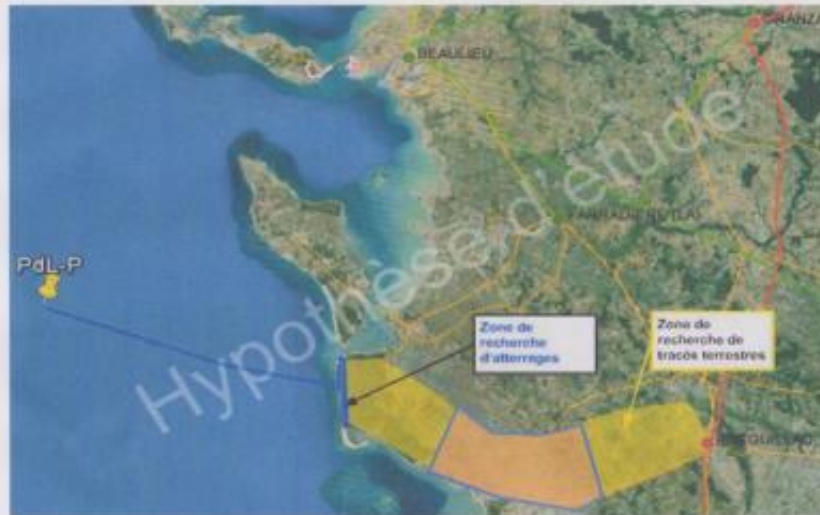 BEAULIEU
Hypothèse d'étude
PdL-P
Zone de
recherche
d'atterrages
Zone de
recherche de
tracés terrestres